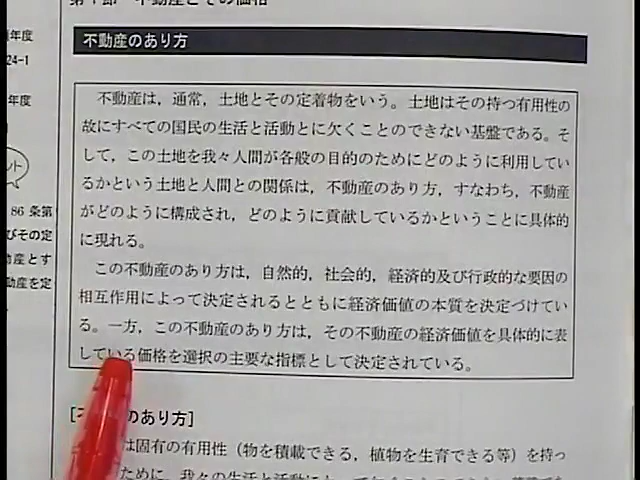 第1節 不動産とその価格
不動産のあり方
年度
24-1
年度
ント
86 条第
びその定
動産とす
動産を定
不動産は，通常，土地とその定着物をいう。土地はその持つ有用性の
故にすべての国民の生活と活動とに欠くことのできない基盤である。そ
して，この土地を我々人間が各般の目的のためにどのように利用してい
るかという土地と人間との関係は，不動産のあり方，すなわち，不動産
がどのように構成され，どのように貢献しているかということに具体的
に現れる。
この不動産のあり方は，自然的，社会的，経済的及び行政的な要因の
相互作用によって決定されるとともに経済価値の本質を決定づけてい
る。一方，この不動産のあり方は，その不動産の経済価値を具体的に表
している価格を選択の主要な指標として決定されている。
のあり方］
は固有の有用性（物を積載できる，植物を生育できる等）を持っ
ために，我々の生活と活動に